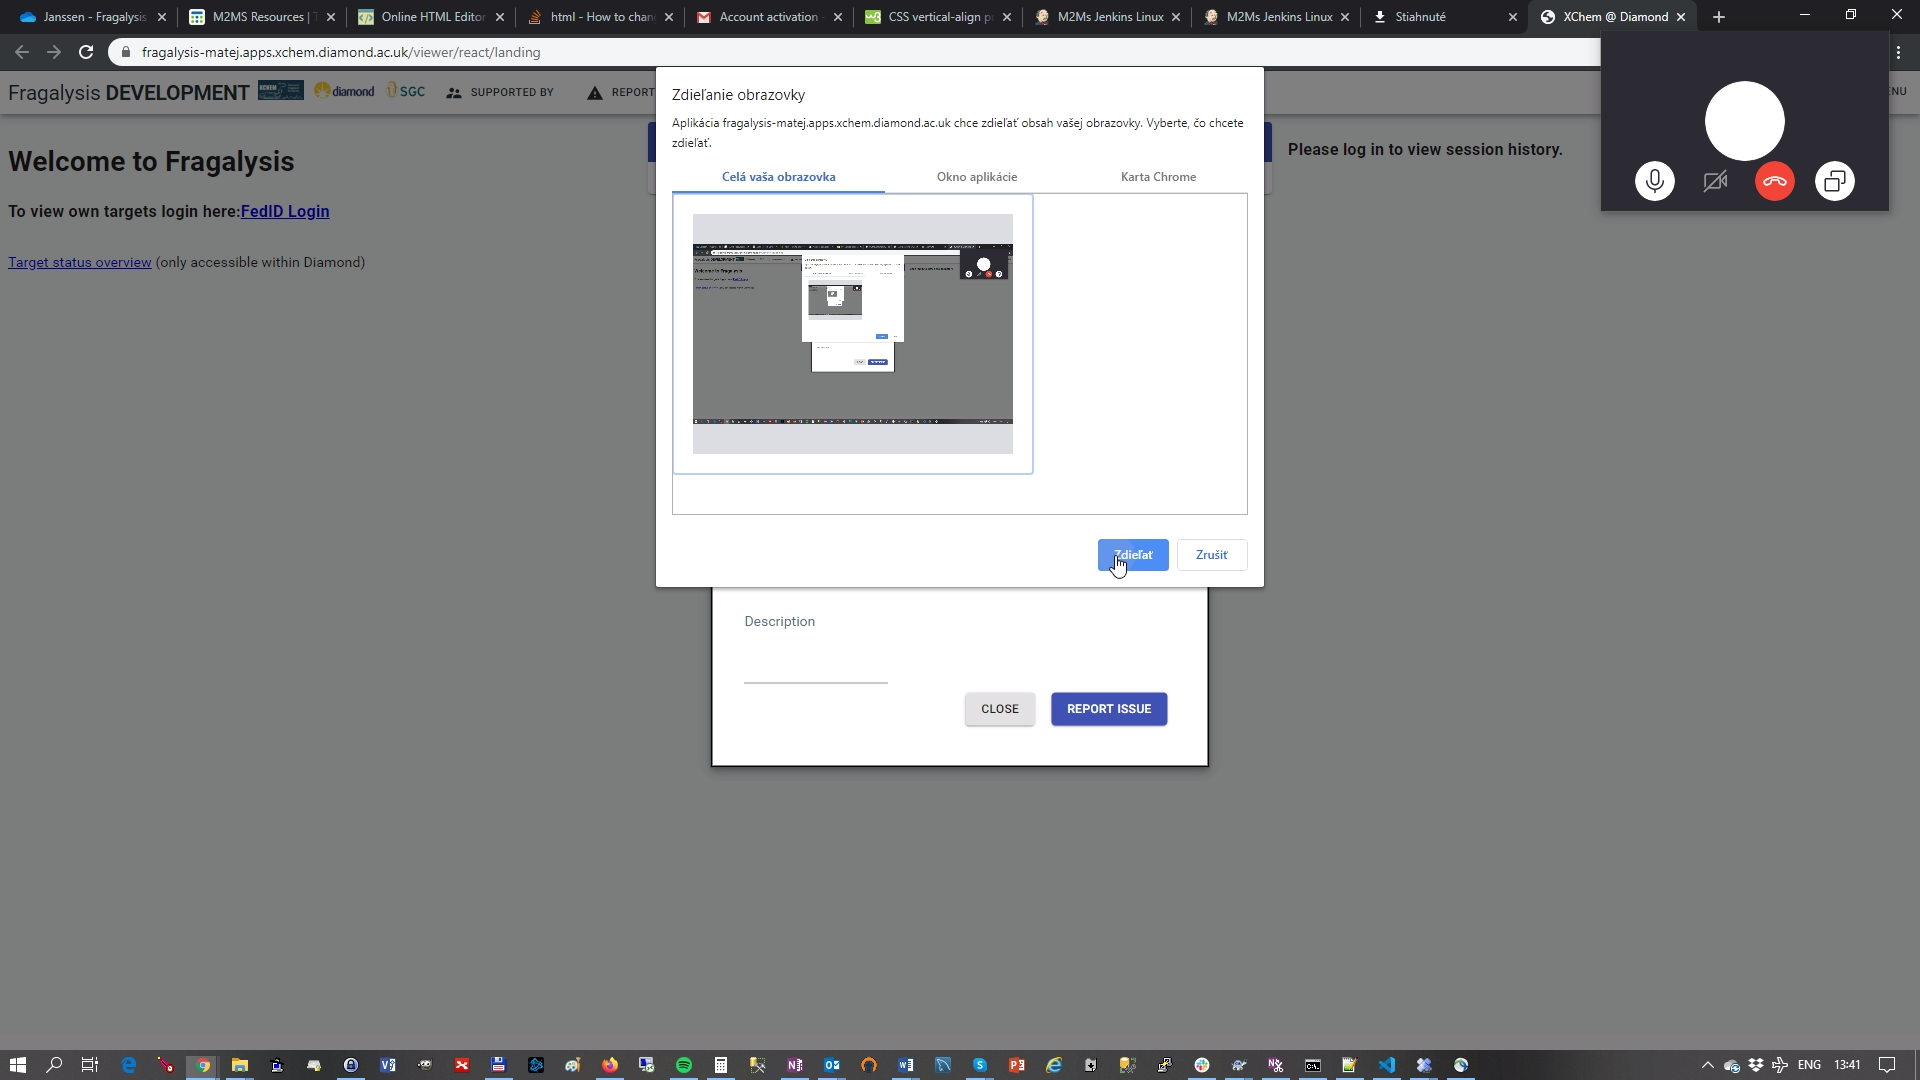 Janssen - Fragalysis
M2MS Resources | T
Online HTML Editor
html - How to chan
Account activation -
CSS vertical-align p
M2Ms Jenkins Linux
M2Ms Jenkins Linux
Stiahnuté
XChem @ Diamond
fragalysis-matej.apps.xchem.diamond.ac.uk/viewer/react/landing
Fragalysis DEVELOPMENT
XCHEM
diamond
SGC
SUPPORTED BY
REPORT
NU
Zdieľanie obrazovky
Aplikácia fragalysis-matej.apps.xchem.diamond.ac.uk chce zdieľať obsah vašej obrazovky. Vyberte, čo chcete
zdieľať.
Celá vaša obrazovka
Okno aplikácie
Karta Chrome
Welcome to Fragalysis
Please log in to view session history.
To view own targets login here:FedID Login
Target status overview (only accessible within Diamond)
Zdieľať
Zrušiť
Description
CLOSE
REPORT ISSUE
ENG
13:41